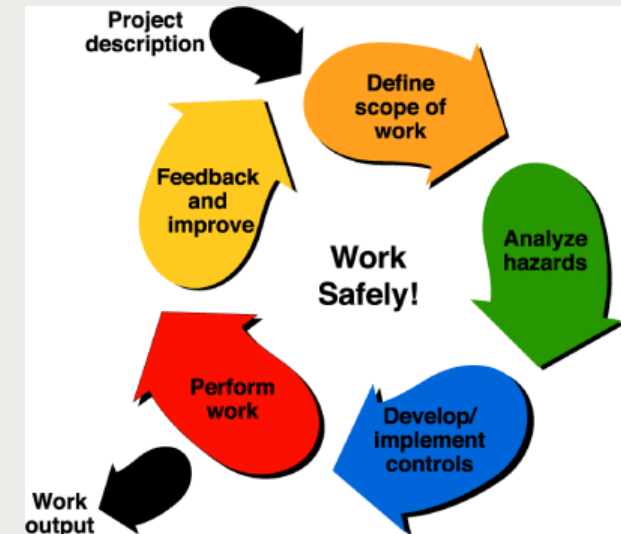 Project
description
Define
scope of
work
Analyze
hazards
Develop/
implement
controls
Perform
work
Work
output
Feedback
and
improve
Work
Safely!